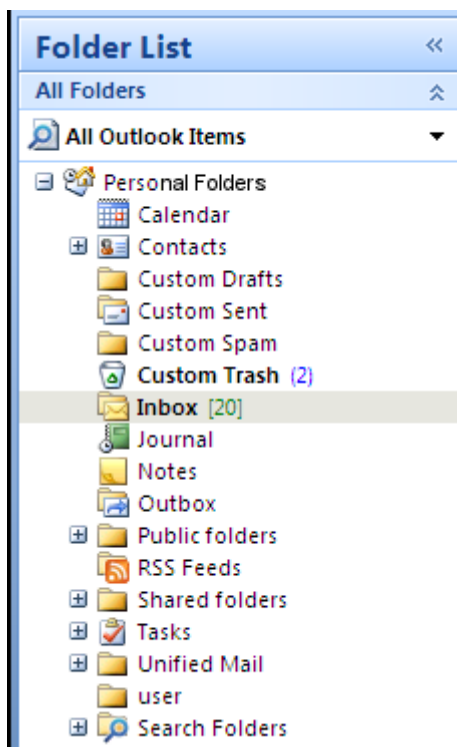 Folder List
All Folders
All Outlook Items
Personal Folders
Calendar
Contacts
Custom Drafts
Custom Sent
Custom Spam
Custom Trash (2)
Inbox [20]
Journal
Notes
Outbox
Public folders
RSS Feeds
Shared folders
Tasks
Unified Mail
user
Search Folders